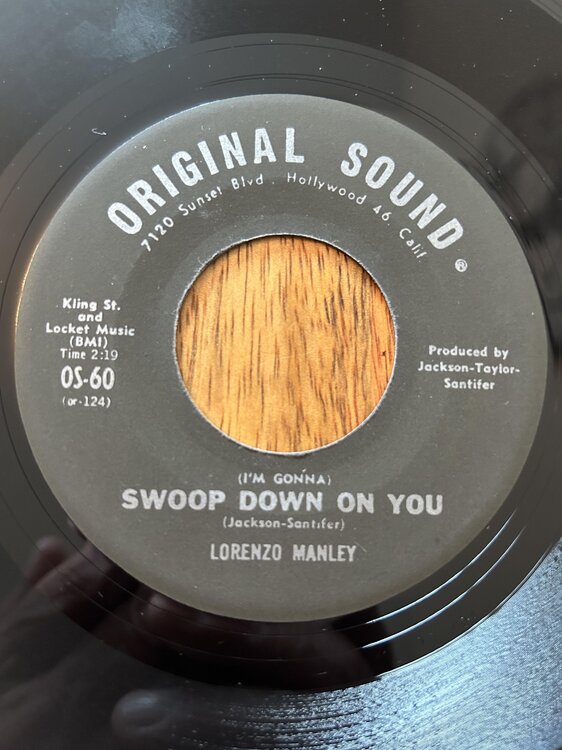 ORIGINAL SOUND®
7120 Sunset Blvd . Hollywood 46, Calif
Kling St.
and
Locket Music
(BMI)
Time 2:19
OS-60
(or-124)
Produced by
Jackson-Taylor-
Santifer
(I'M GONNA)
SWOOP DOWN ON YOU
(Jackson-Santifer)
LORENZO MANLEY